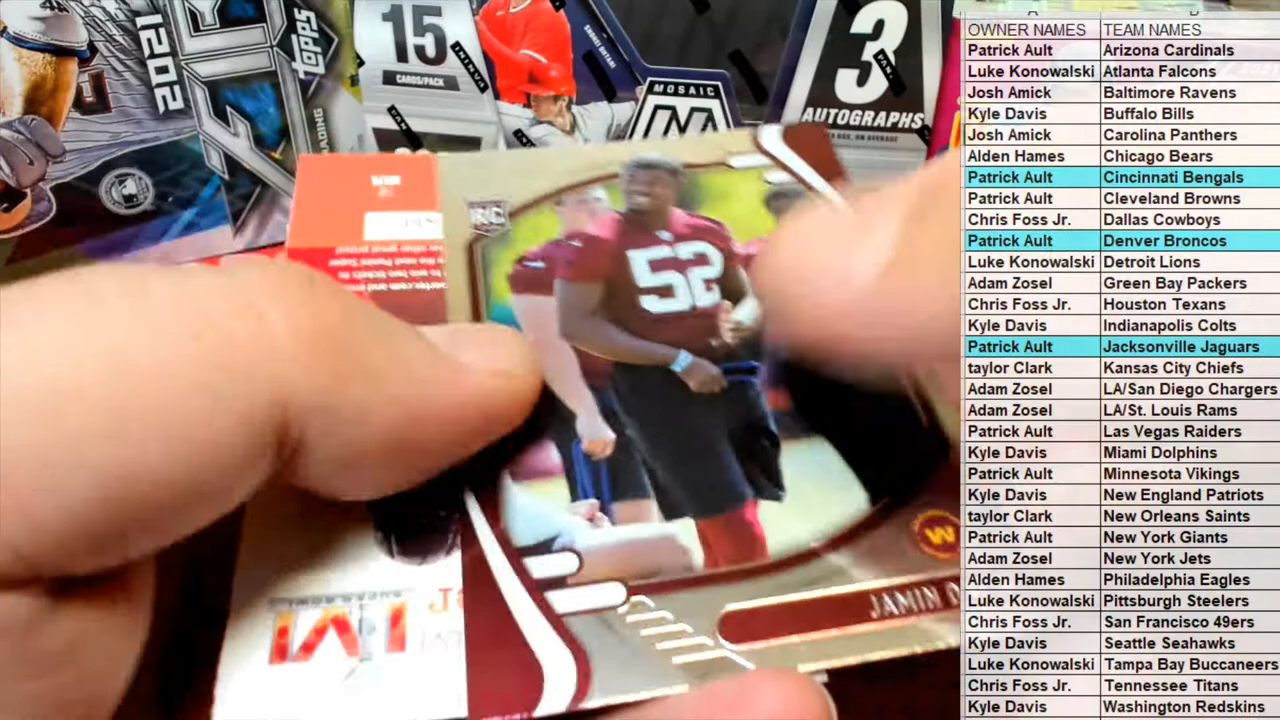 2021
TOPPS
15
CARDS/PACK
PANINI
SHOHEI OHTANI
MOSAIC
M
3
AUTOGRAPHS
RC
52
W
JAMIN
LVI
A B
OWNER NAMES TEAM NAMES
Patrick Ault Arizona Cardinals
Luke Konowalski Atlanta Falcons
Josh Amick Baltimore Ravens
Kyle Davis Buffalo Bills
Josh Amick Carolina Panthers
Alden Hames Chicago Bears
Patrick Ault Cincinnati Bengals
Patrick Ault Cleveland Browns
Chris Foss Jr. Dallas Cowboys
Patrick Ault Denver Broncos
Luke Konowalski Detroit Lions
Adam Zosel Green Bay Packers
Chris Foss Jr. Houston Texans
Kyle Davis Indianapolis Colts
Patrick Ault Jacksonville Jaguars
taylor Clark Kansas City Chiefs
Adam Zosel LA/San Diego Chargers
Adam Zosel LA/St. Louis Rams
Patrick Ault Las Vegas Raiders
Kyle Davis Miami Dolphins
Patrick Ault Minnesota Vikings
Kyle Davis New England Patriots
taylor Clark New Orleans Saints
Patrick Ault New York Giants
Adam Zosel New York Jets
Alden Hames Philadelphia Eagles
Luke Konowalski Pittsburgh Steelers
Chris Foss Jr. San Francisco 49ers
Kyle Davis Seattle Seahawks
Luke Konowalski Tampa Bay Buccaneers
Chris Foss Jr. Tennessee Titans
Kyle Davis Washington Redskins